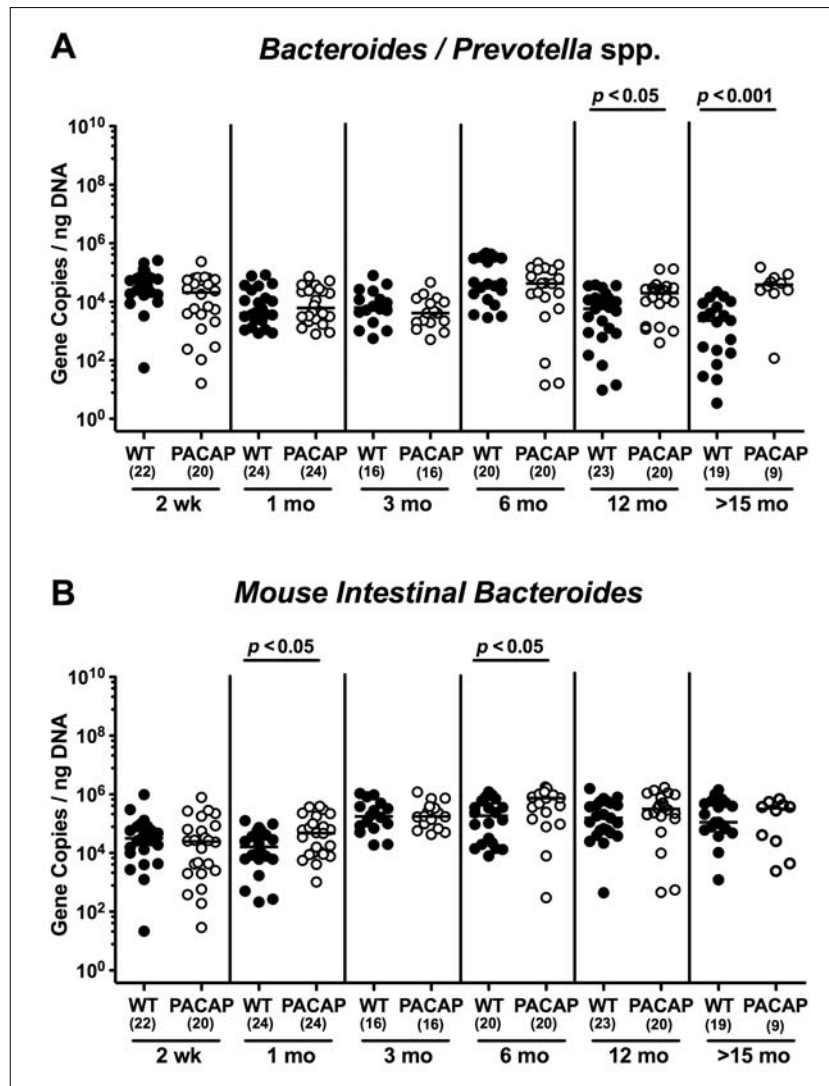 A
Bacteroides / Prevotella spp.
p < 0.05 p < 0.001
Gene Copies / ng DNA
10^10
10^8
10^6
10^4
10^2
10^0
WT PACAP WT PACAP WT PACAP WT PACAP WT PACAP WT PACAP
(22) (20) (24) (24) (16) (16) (20) (20) (23) (20) (19) (9)
2 wk 1 mo 3 mo 6 mo 12 mo >15 mo
B
Mouse Intestinal Bacteroides
p < 0.05 p < 0.05
Gene Copies / ng DNA
10^10
10^8
10^6
10^4
10^2
10^0
WT PACAP WT PACAP WT PACAP WT PACAP WT PACAP WT PACAP
(22) (20) (24) (24) (16) (16) (20) (20) (23) (20) (19) (9)
2 wk 1 mo 3 mo 6 mo 12 mo >15 mo